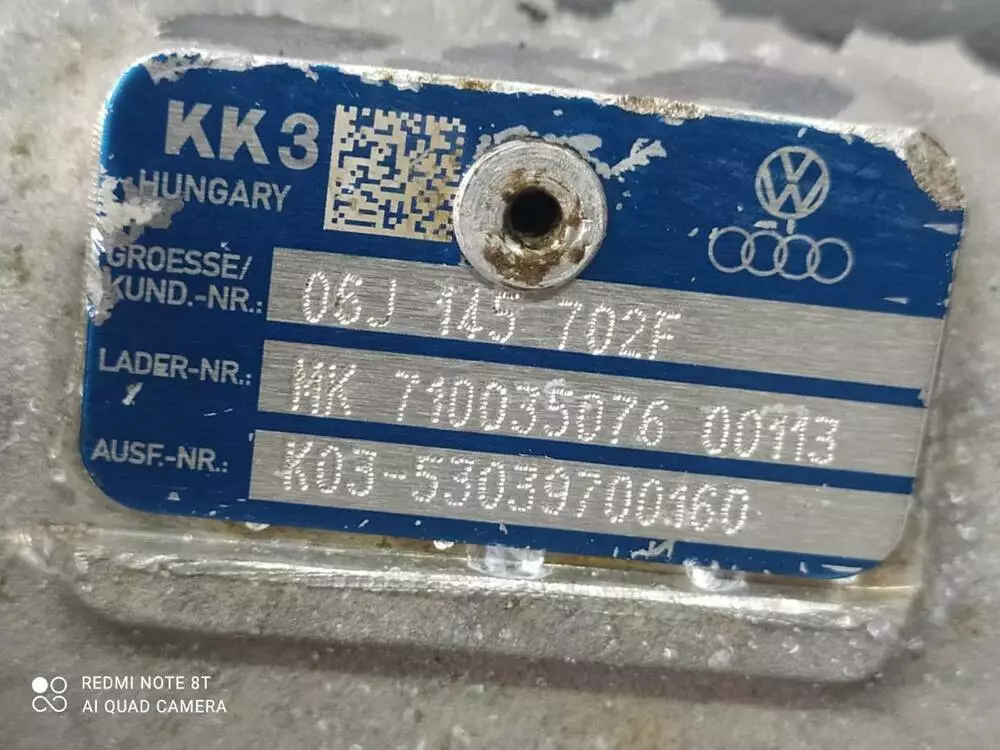 KK3
HUNGARY
GROESSE/
KUND.-NR.: 06J 145 702F
LADER-NR.: MK 710035076 00113
AUSF.-NR.: K03-53039700160
REDMI NOTE 8T
AI QUAD CAMERA